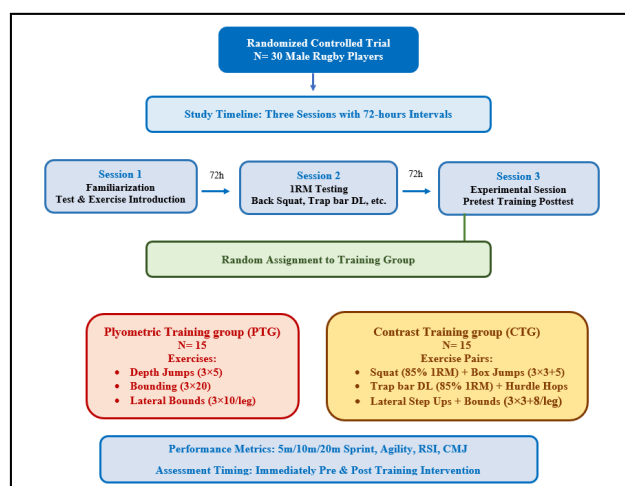 Randomized Controlled Trial
N= 30 Male Rugby Players
Study Timeline: Three Sessions with 72-hours Intervals
Session 1
Familiarization
Test & Exercise Introduction
72h
Session 2
1RM Testing
Back Squat, Trap bar DL, etc.
72h
Session 3
Experimental Session
Pretest Training Posttest
Random Assignment to Training Group
Plyometric Training group (PTG)
N= 15
Exercises:
• Depth Jumps (3×5)
• Bounding (3×20)
• Lateral Bounds (3×10/leg)
Contrast Training group (CTG)
N= 15
Exercise Pairs:
• Squat (85% 1RM) + Box Jumps (3×3+5)
• Trap bar DL (85% 1RM) + Hurdle Hops
• Lateral Step Ups + Bounds (3×3+8/leg)
Performance Metrics: 5m/10m/20m Sprint, Agility, RSI, CMJ
Assessment Timing: Immediately Pre & Post Training Intervention